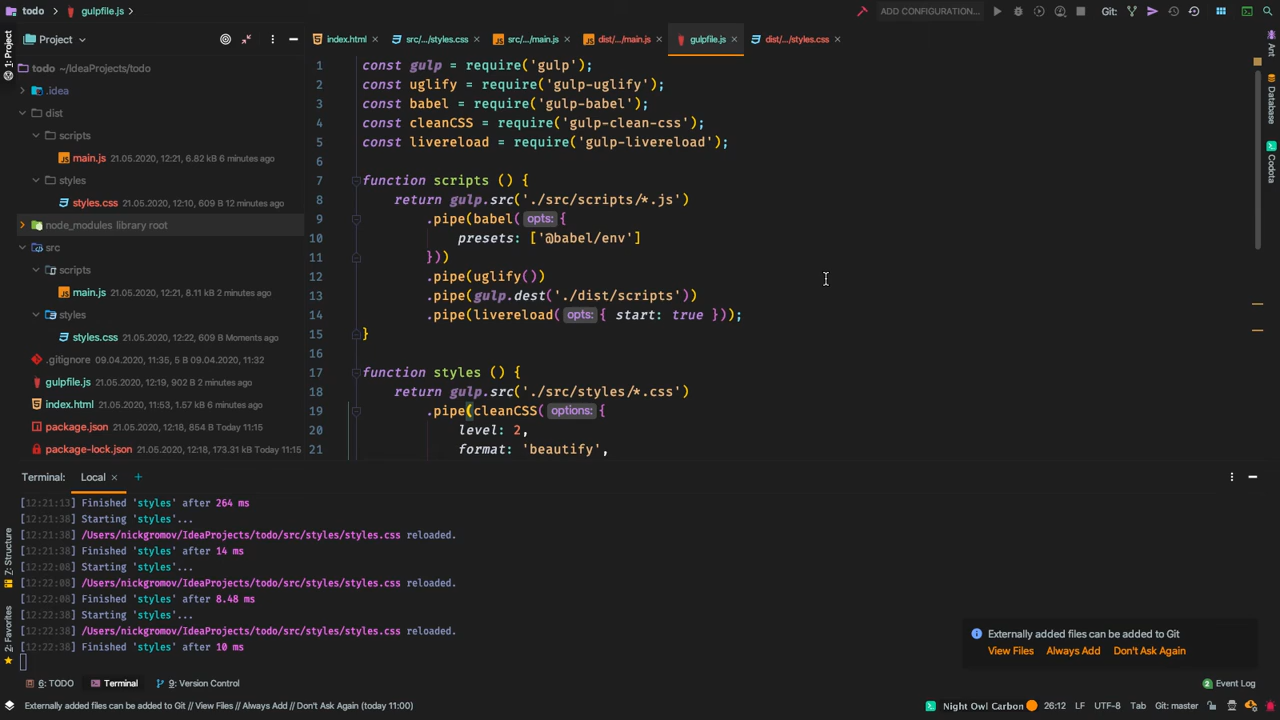 todo gulpfile.js ADD CONFIGURATION... Git:
1: Project
Project
index.html src/.../styles.css src/.../main.js dist/.../main.js gulpfile.js dist/.../styles.css
todo ~/IdeaProjects/todo
.idea
dist
scripts
main.js 21.05.2020, 12:21, 6.82 kB 6 minutes ago
styles
styles.css 21.05.2020, 12:10, 609 B 12 minutes ago
node_modules library root
src
scripts
main.js 21.05.2020, 12:21, 8.11 kB 2 minutes ago
styles
styles.css 21.05.2020, 12:22, 609 B Moments ago
.gitignore 09.04.2020, 11:35, 5 B 09.04.2020, 11:32
gulpfile.js 21.05.2020, 12:19, 902 B 2 minutes ago
index.html 21.05.2020, 11:53, 1.57 kB 6 minutes ago
package.json 21.05.2020, 12:18, 854 B Today 11:15
package-lock.json 21.05.2020, 12:18, 173.31 kB Today 11:15
1 const gulp = require('gulp');
2 const uglify = require('gulp-uglify');
3 const babel = require('gulp-babel');
4 const cleanCSS = require('gulp-clean-css');
5 const livereload = require('gulp-livereload');
6
7 function scripts () {
8 return gulp.src('./src/scripts/*.js')
9 .pipe(babel( opts: {
10 presets: ['@babel/env']
11 }))
12 .pipe(uglify())
13 .pipe(gulp.dest('./dist/scripts'))
14 .pipe(livereload( opts: { start: true }));
15 }
16
17 function styles () {
18 return gulp.src('./src/styles/*.css')
19 .pipe(cleanCSS( options: {
20 level: 2,
21 format: 'beautify',
Ant
Database
Codota
Terminal: Local +
[12:21:13] Finished 'styles' after 264 ms
[12:21:38] Starting 'styles'...
[12:21:38] /Users/nickgromov/IdeaProjects/todo/src/styles/styles.css reloaded.
[12:21:38] Finished 'styles' after 14 ms
[12:22:08] Starting 'styles'...
[12:22:08] /Users/nickgromov/IdeaProjects/todo/src/styles/styles.css reloaded.
[12:22:08] Finished 'styles' after 8.48 ms
[12:22:38] Starting 'styles'...
[12:22:38] /Users/nickgromov/IdeaProjects/todo/src/styles/styles.css reloaded.
[12:22:38] Finished 'styles' after 10 ms
7: Structure
2: Favorites
Externally added files can be added to Git
View Files Always Add Don't Ask Again
6: TODO Terminal 9: Version Control 2 Event Log
Externally added files can be added to Git // View Files // Always Add // Don't Ask Again (today 11:00) Night Owl Carbon 26:12 LF UTF-8 Tab Git: master